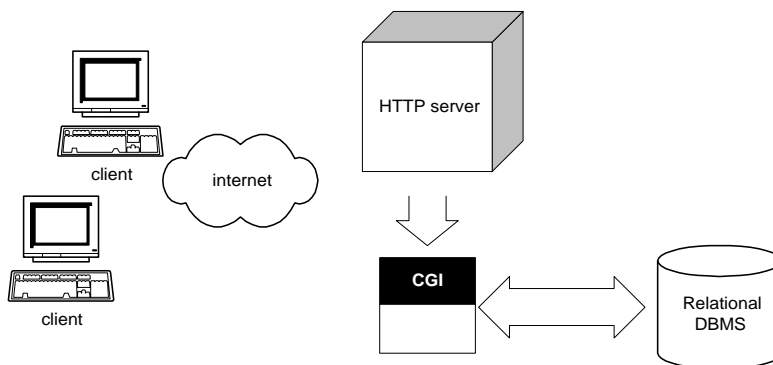 HTTP server
client
internet
client
CGI
Relational
DBMS